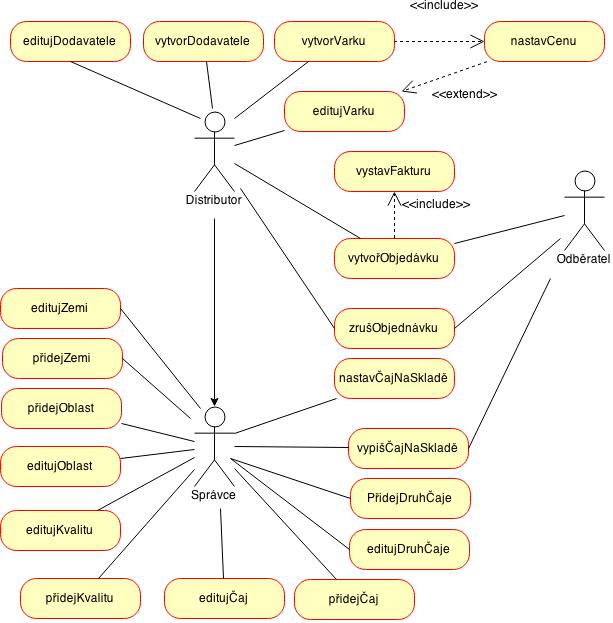 <<include>>
editujDodavatele
vytvorDodavatele
vytvorVarku
nastavCenu
<<extend>>
editujVarku
vystavFakturu
Distributor
<<include>>
vytvořObjedávku
Odběratel
editujZemi
zrušObjednávku
přidejZemi
nastavČajNaSkladě
přidejOblast
vypišČajNaSkladě
editujOblast
Správce
PřidejDruhČaje
editujKvalitu
editujDruhČaje
přidejKvalitu
editujČaj
přidejČaj